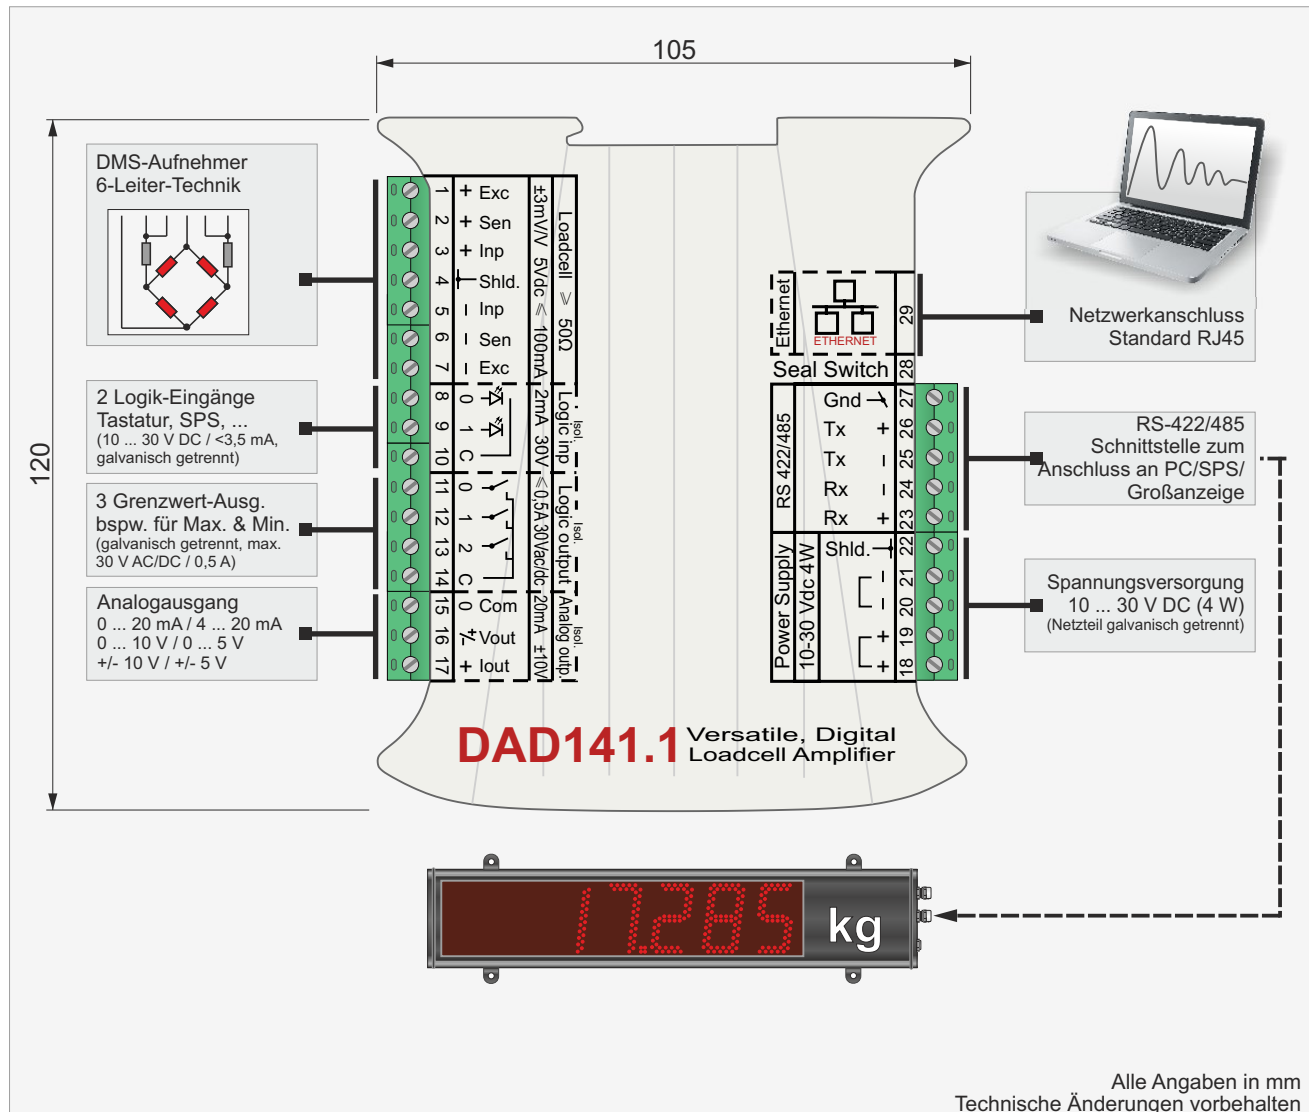 105
120
DMS-Aufnehmer
6-Leiter-Technik
2 Logik-Eingänge
Tastatur, SPS, ...
(10 ... 30 V DC / <3,5 mA,
galvanisch getrennt)
3 Grenzwert-Ausg.
bspw. für Max. & Min.
(galvanisch getrennt, max.
30 V AC/DC / 0,5 A)
Analogausgang
0 ... 20 mA / 4 ... 20 mA
0 ... 10 V / 0 ... 5 V
+/- 10 V / +/- 5 V
1 + Exc
2 + Sen
3 + Inp
4 Shld.
5 - Inp
6 - Sen
7 - Exc
8 0
9 1
10 C
11 0
12 1
13 2
14 C
15 0 Com
16 +/- Vout
17 + Iout
±3mV/V 5Vdc ≤ 100mA
Loadcell ≥ 50Ω
2mA 30V
Logic inp
Isol.
≤0,5A 30Vac/dc
Logic output
Isol.
20mA ±10V
Analog outp.
Isol.
Ethernet
ETHERNET
29
Seal Switch 28
RS 422/485
Gnd 27
Tx + 26
Tx - 25
Rx - 24
Rx + 23
Power Supply
10-30 Vdc 4W
Shld. 22
- 21
- 20
+ 19
+ 18
Netzwerkanschluss
Standard RJ45
RS-422/485
Schnittstelle zum
Anschluss an PC/SPS/
Großanzeige
Spannungsversorgung
10 ... 30 V DC (4 W)
(Netzteil galvanisch getrennt)
DAD141.1 Versatile, Digital
Loadcell Amplifier
17.285 kg
Alle Angaben in mm
Technische Änderungen vorbehalten